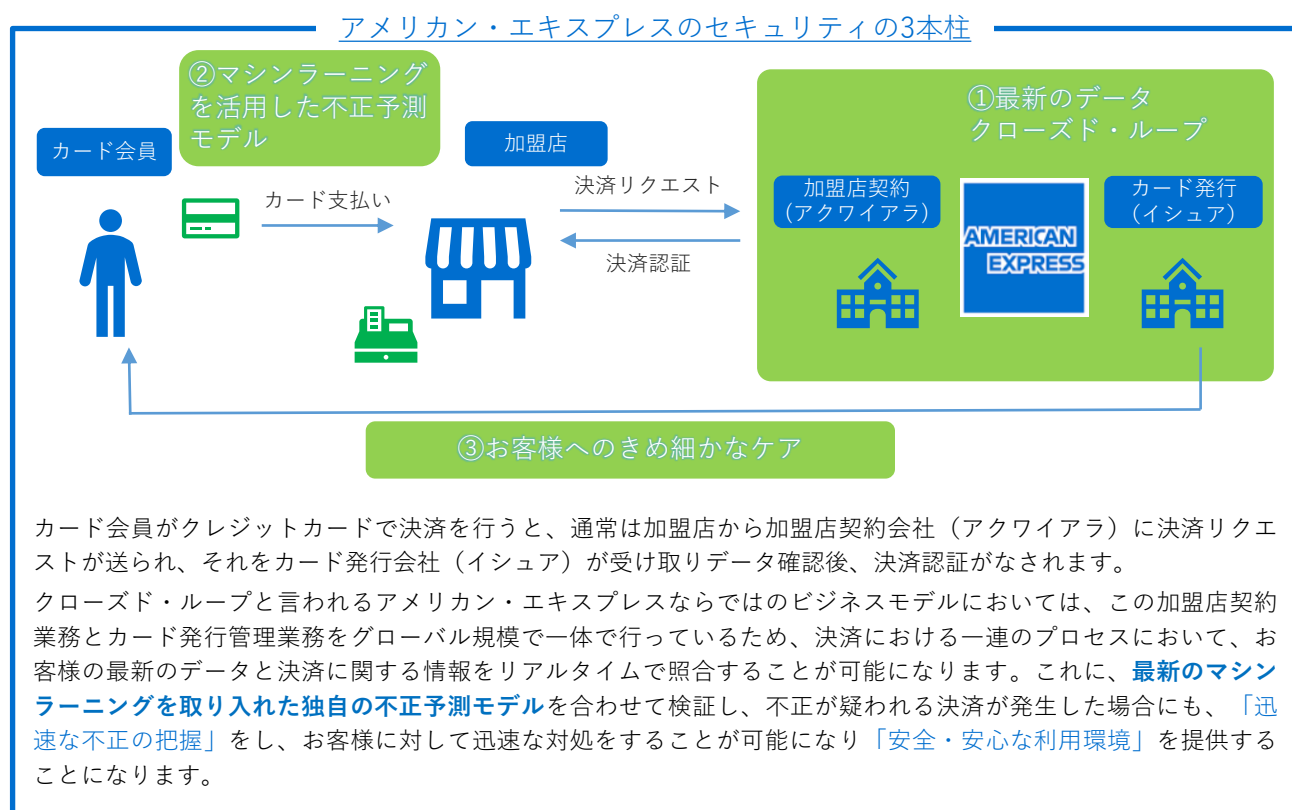 アメリカン・エキスプレスのセキュリティの3本柱
②マシンラーニング
を活用した不正予測
モデル
①最新のデータ
クローズド・ループ
カード会員
加盟店
カード支払い
決済リクエスト
決済認証
加盟店契約
(アクワイアラ)
AMERICAN
EXPRESS
カード発行
(イシュア)
③お客様へのきめ細かなケア
カード会員がクレジットカードで決済を行うと、通常は加盟店から加盟店契約会社（アクワイアラ）に決済リクエ
ストが送られ、それをカード発行会社（イシュア）が受け取りデータ確認後、決済認証がなされます。
クローズド・ループと言われるアメリカン・エキスプレスならではのビジネスモデルにおいては、この加盟店契約
業務とカード発行管理業務をグローバル規模で一体で行っているため、決済における一連のプロセスにおいて、お
客様の最新のデータと決済に関する情報をリアルタイムで照合することが可能になります。これに、最新のマシン
ラーニングを取り入れた独自の不正予測モデルを合わせて検証し、不正が疑われる決済が発生した場合にも、「迅
速な不正の把握」をし、お客様に対して迅速な対処をすることが可能になり「安全・安心な利用環境」を提供する
ことになります。